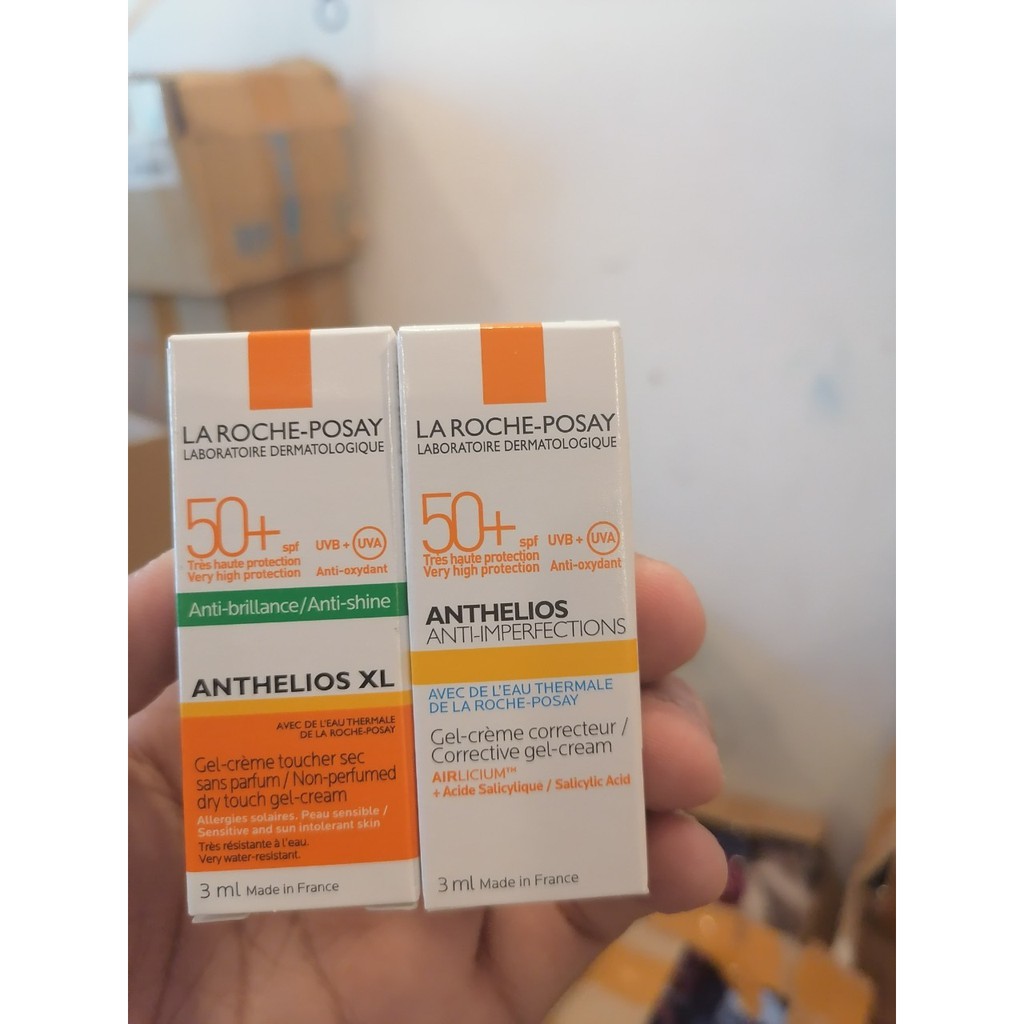 LA ROCHE-POSAY
LABORATOIRE DERMATOLOGIQUE
50+ spf
UVB + UVA
Très haute protection
Very high protection
Anti-oxydant
Anti-brillance/Anti-shine
ANTHELIOS XL
AVEC DE L'EAU THERMALE
DE LA ROCHE-POSAY
Gel-crème toucher sec
sans parfum / Non-perfumed
dry touch gel-cream
Allergies solaires. Peau sensible /
Sensitive and sun intolerant skin
Très résistante à l'eau.
Very water-resistant.
3 ml Made in France
LA ROCHE-POSAY
LABORATOIRE DERMATOLOGIQUE
50+ spf
UVB + UVA
Très haute protection
Very high protection
Anti-oxydant
ANTHELIOS
ANTI-IMPERFECTIONS
AVEC DE L'EAU THERMALE
DE LA ROCHE-POSAY
Gel-crème correcteur /
Corrective gel-cream
AIRLICIUM™
+ Acide Salicylique / Salicylic Acid
3 ml Made in France